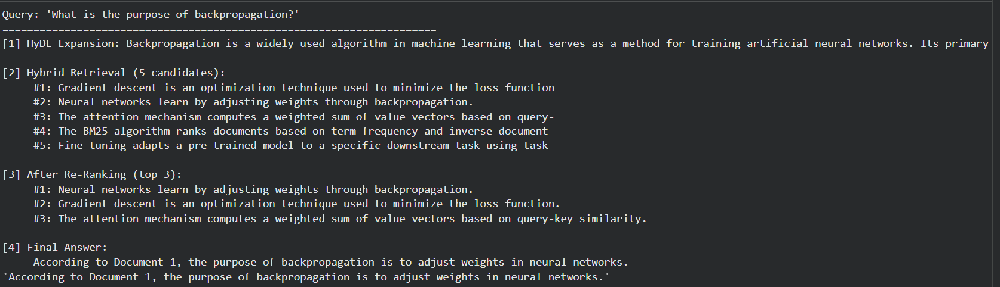 Query: 'What is the purpose of backpropagation?'
======================================================================
[1] HyDE Expansion: Backpropagation is a widely used algorithm in machine learning that serves as a method for training artificial neural networks. Its primary
[2] Hybrid Retrieval (5 candidates):
#1: Gradient descent is an optimization technique used to minimize the loss function
#2: Neural networks learn by adjusting weights through backpropagation.
#3: The attention mechanism computes a weighted sum of value vectors based on query-
#4: The BM25 algorithm ranks documents based on term frequency and inverse document
#5: Fine-tuning adapts a pre-trained model to a specific downstream task using task-
[3] After Re-Ranking (top 3):
#1: Neural networks learn by adjusting weights through backpropagation.
#2: Gradient descent is an optimization technique used to minimize the loss function.
#3: The attention mechanism computes a weighted sum of value vectors based on query-key similarity.
[4] Final Answer:
According to Document 1, the purpose of backpropagation is to adjust weights in neural networks.
'According to Document 1, the purpose of backpropagation is to adjust weights in neural networks.'